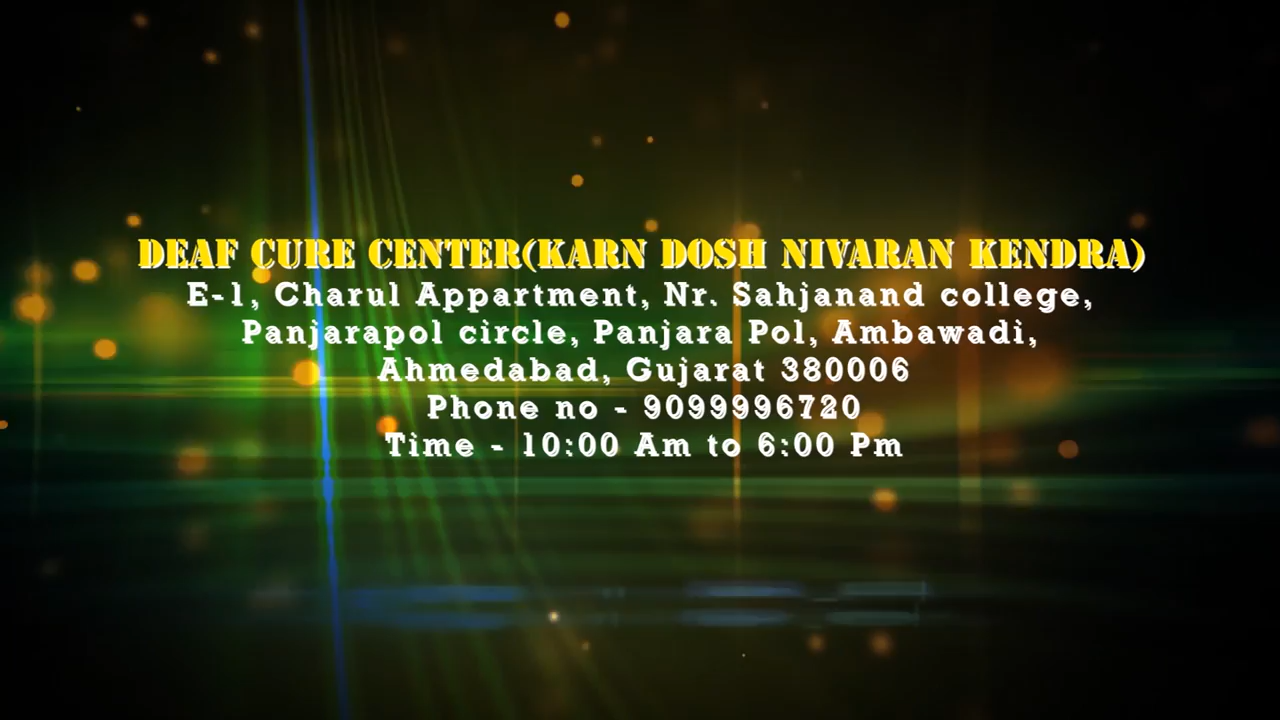 DEAF CURE CENTER(KARN DOSH NIVARAN KENDRA)
E-1, Charul Appartment, Nr. Sahjanand college,
Panjarapol circle, Panjara Pol, Ambawadi,
Ahmedabad, Gujarat 380006
Phone no - 9099996720
Time - 10:00 Am to 6:00 Pm